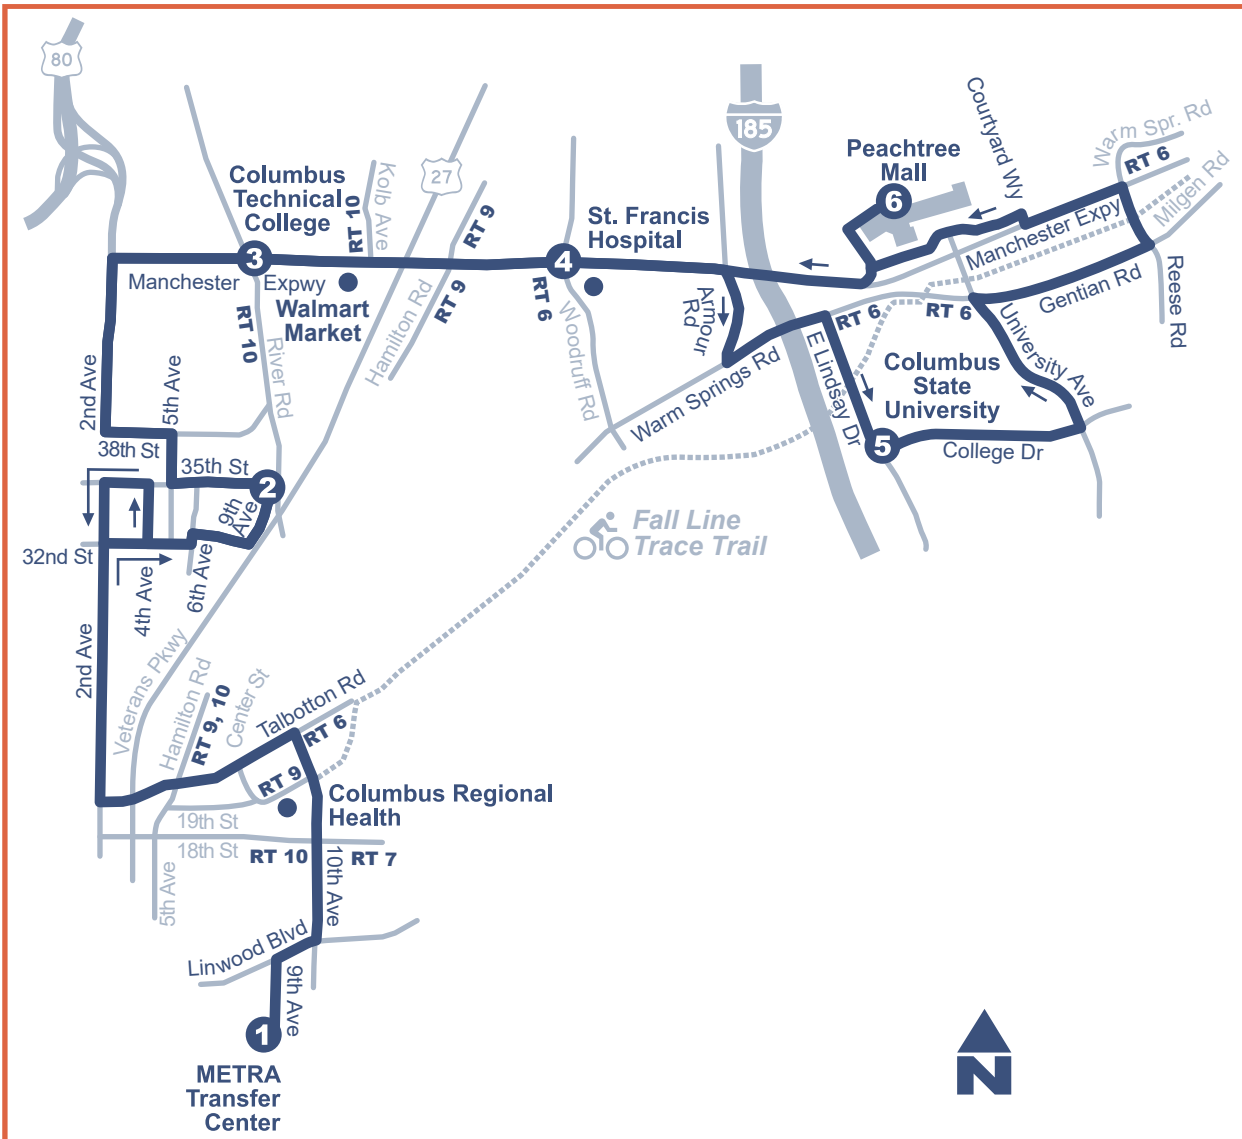 80
185
Courtyard Wy
Warm Spr. Rd
RT 6
Milgen Rd
Peachtree
Mall
6
Columbus
Technical
College
Kolb Ave
RT 10
27
RT 9
St. Francis
Hospital
3
4
Manchester Expwy
Walmart
Market
Manchester Expy
Gentian Rd
Reese Rd
RT 10
River Rd
Hamilton Rd
RT 9
RT 6
Woodruff Rd
Armour
Rd
Warm Springs Rd
RT 6
RT 6
E Lindsay Dr
University Ave
Columbus
State
University
5
College Dr
2nd Ave
5th Ave
38th St
35th St
2
9th
Ave
32nd St
4th Ave
6th Ave
Fall Line
Trace Trail
2nd Ave
Veterans Pkwy
Hamilton Rd
RT 9, 10
Center St
Talbotton Rd
RT 6
RT 9
Columbus Regional
Health
19th St
18th St
RT 10
RT 7
5th Ave
10th Ave
Linwood Blvd
9th Ave
1
METRA
Transfer
Center
N